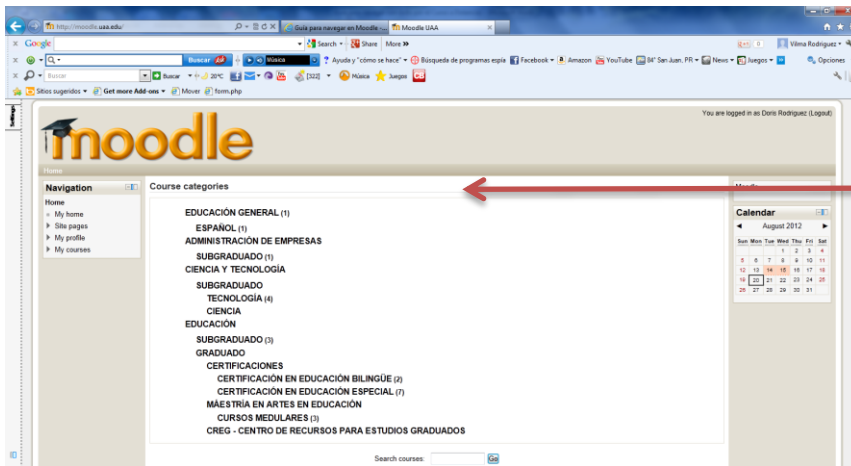 http://moodle.uaa.edu/
Guía para navegar en Moodle -...
Moodle UAA
Google
Search
Share
More »
Vilma Rodriguez
Buscar
Música
Ayuda y "cómo se hace"
Búsqueda de programas espía
Facebook
Amazon
YouTube
84° San Juan, PR
News
Juegos
Opciones
Buscar
Buscar
20°C
[322]
Música
Juegos
Sitios sugeridos
Get more Add-ons
Mover
form.php
Settings
You are logged in as Doris Rodriguez (Logout)
moodle
Home
Navigation
Home
My home
Site pages
My profile
My courses
Course categories
EDUCACIÓN GENERAL (1)
ESPAÑOL (1)
ADMINISTRACIÓN DE EMPRESAS
SUBGRADUADO (1)
CIENCIA Y TECNOLOGÍA
SUBGRADUADO
TECNOLOGÍA (4)
CIENCIA
EDUCACIÓN
SUBGRADUADO (3)
GRADUADO
CERTIFICACIONES
CERTIFICACIÓN EN EDUCACIÓN BILINGÜE (2)
CERTIFICACIÓN EN EDUCACIÓN ESPECIAL (7)
MAESTRÍA EN ARTES EN EDUCACIÓN
CURSOS MEDULARES (3)
CREG - CENTRO DE RECURSOS PARA ESTUDIOS GRADUADOS
Search courses:
Go
Calendar
August 2012
Sun Mon Tue Wed Thu Fri Sat
1 2 3 4
5 6 7 8 9 10 11
12 13 14 15 16 17 18
19 20 21 22 23 24 25
26 27 28 29 30 31